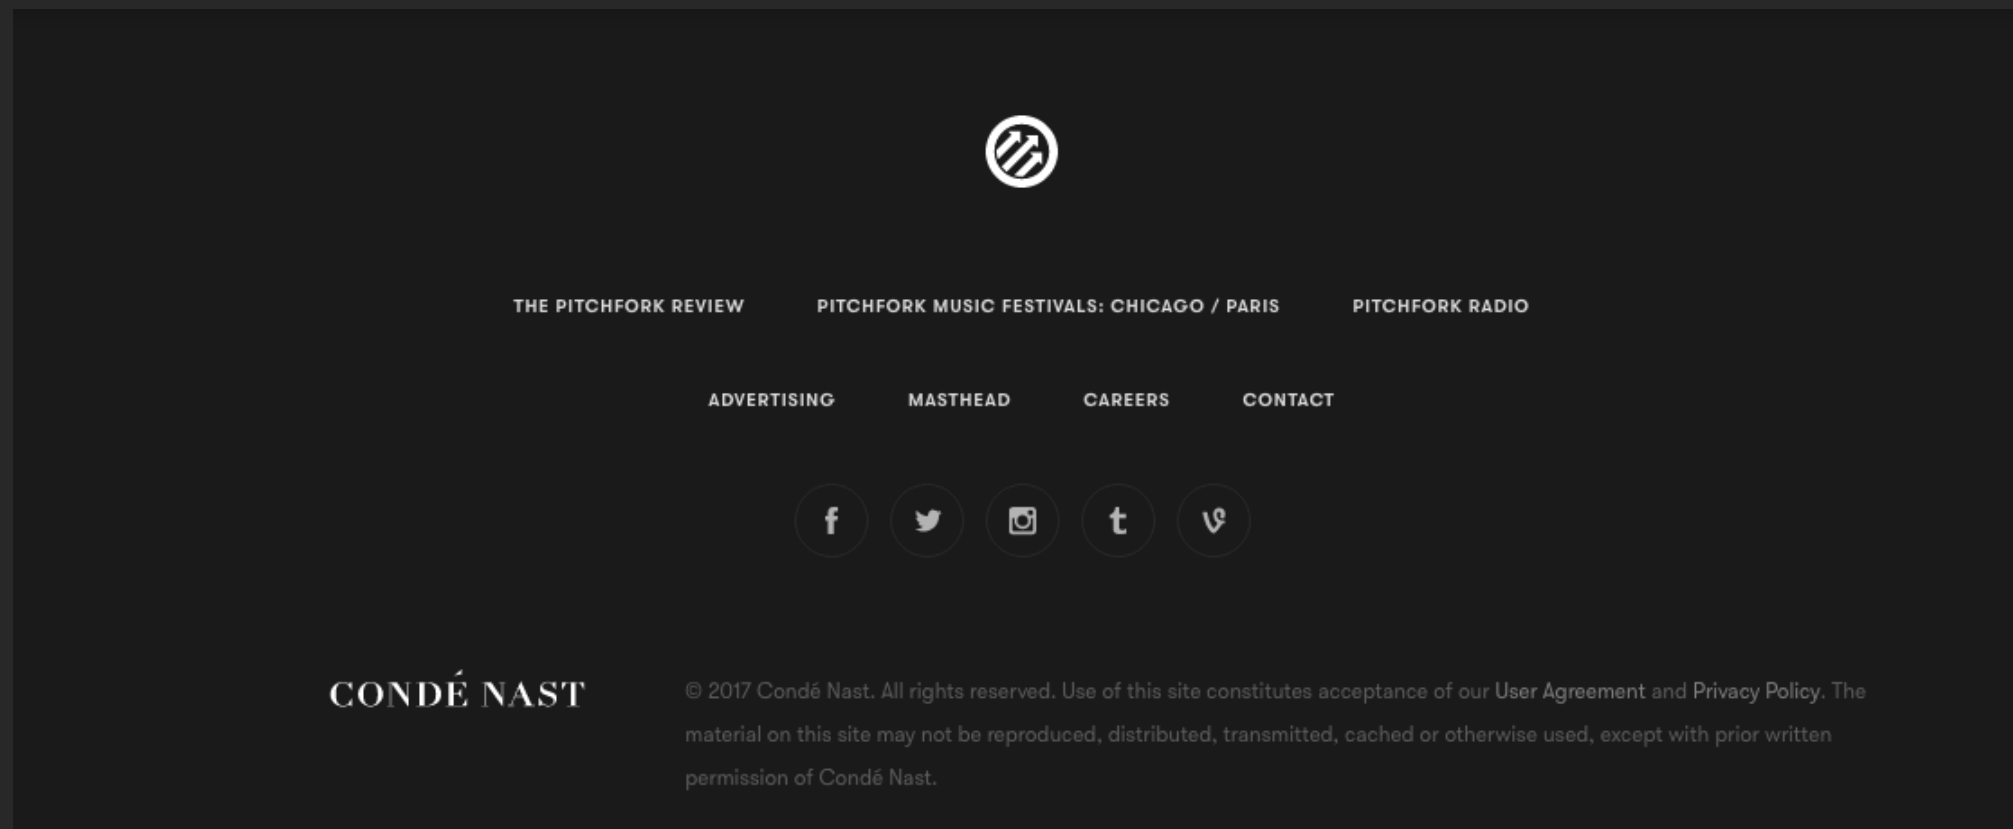 THE PITCHFORK REVIEW PITCHFORK MUSIC FESTIVALS: CHICAGO / PARIS PITCHFORK RADIO
ADVERTISING MASTHEAD CAREERS CONTACT
CONDÉ NAST
© 2017 Condé Nast. All rights reserved. Use of this site constitutes acceptance of our User Agreement and Privacy Policy. The
material on this site may not be reproduced, distributed, transmitted, cached or otherwise used, except with prior written
permission of Condé Nast.